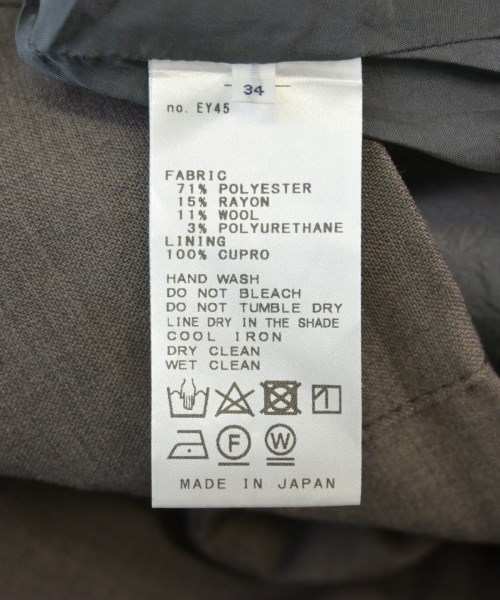 34
no. EY45
FABRIC
71% POLYESTER
15% RAYON
11% WOOL
3% POLYURETHANE
LINING
100% CUPRO
HAND WASH
DO NOT BLEACH
DO NOT TUMBLE DRY
LINE DRY IN THE SHADE
COOL IRON
DRY CLEAN
WET CLEAN
F W
MADE IN JAPAN